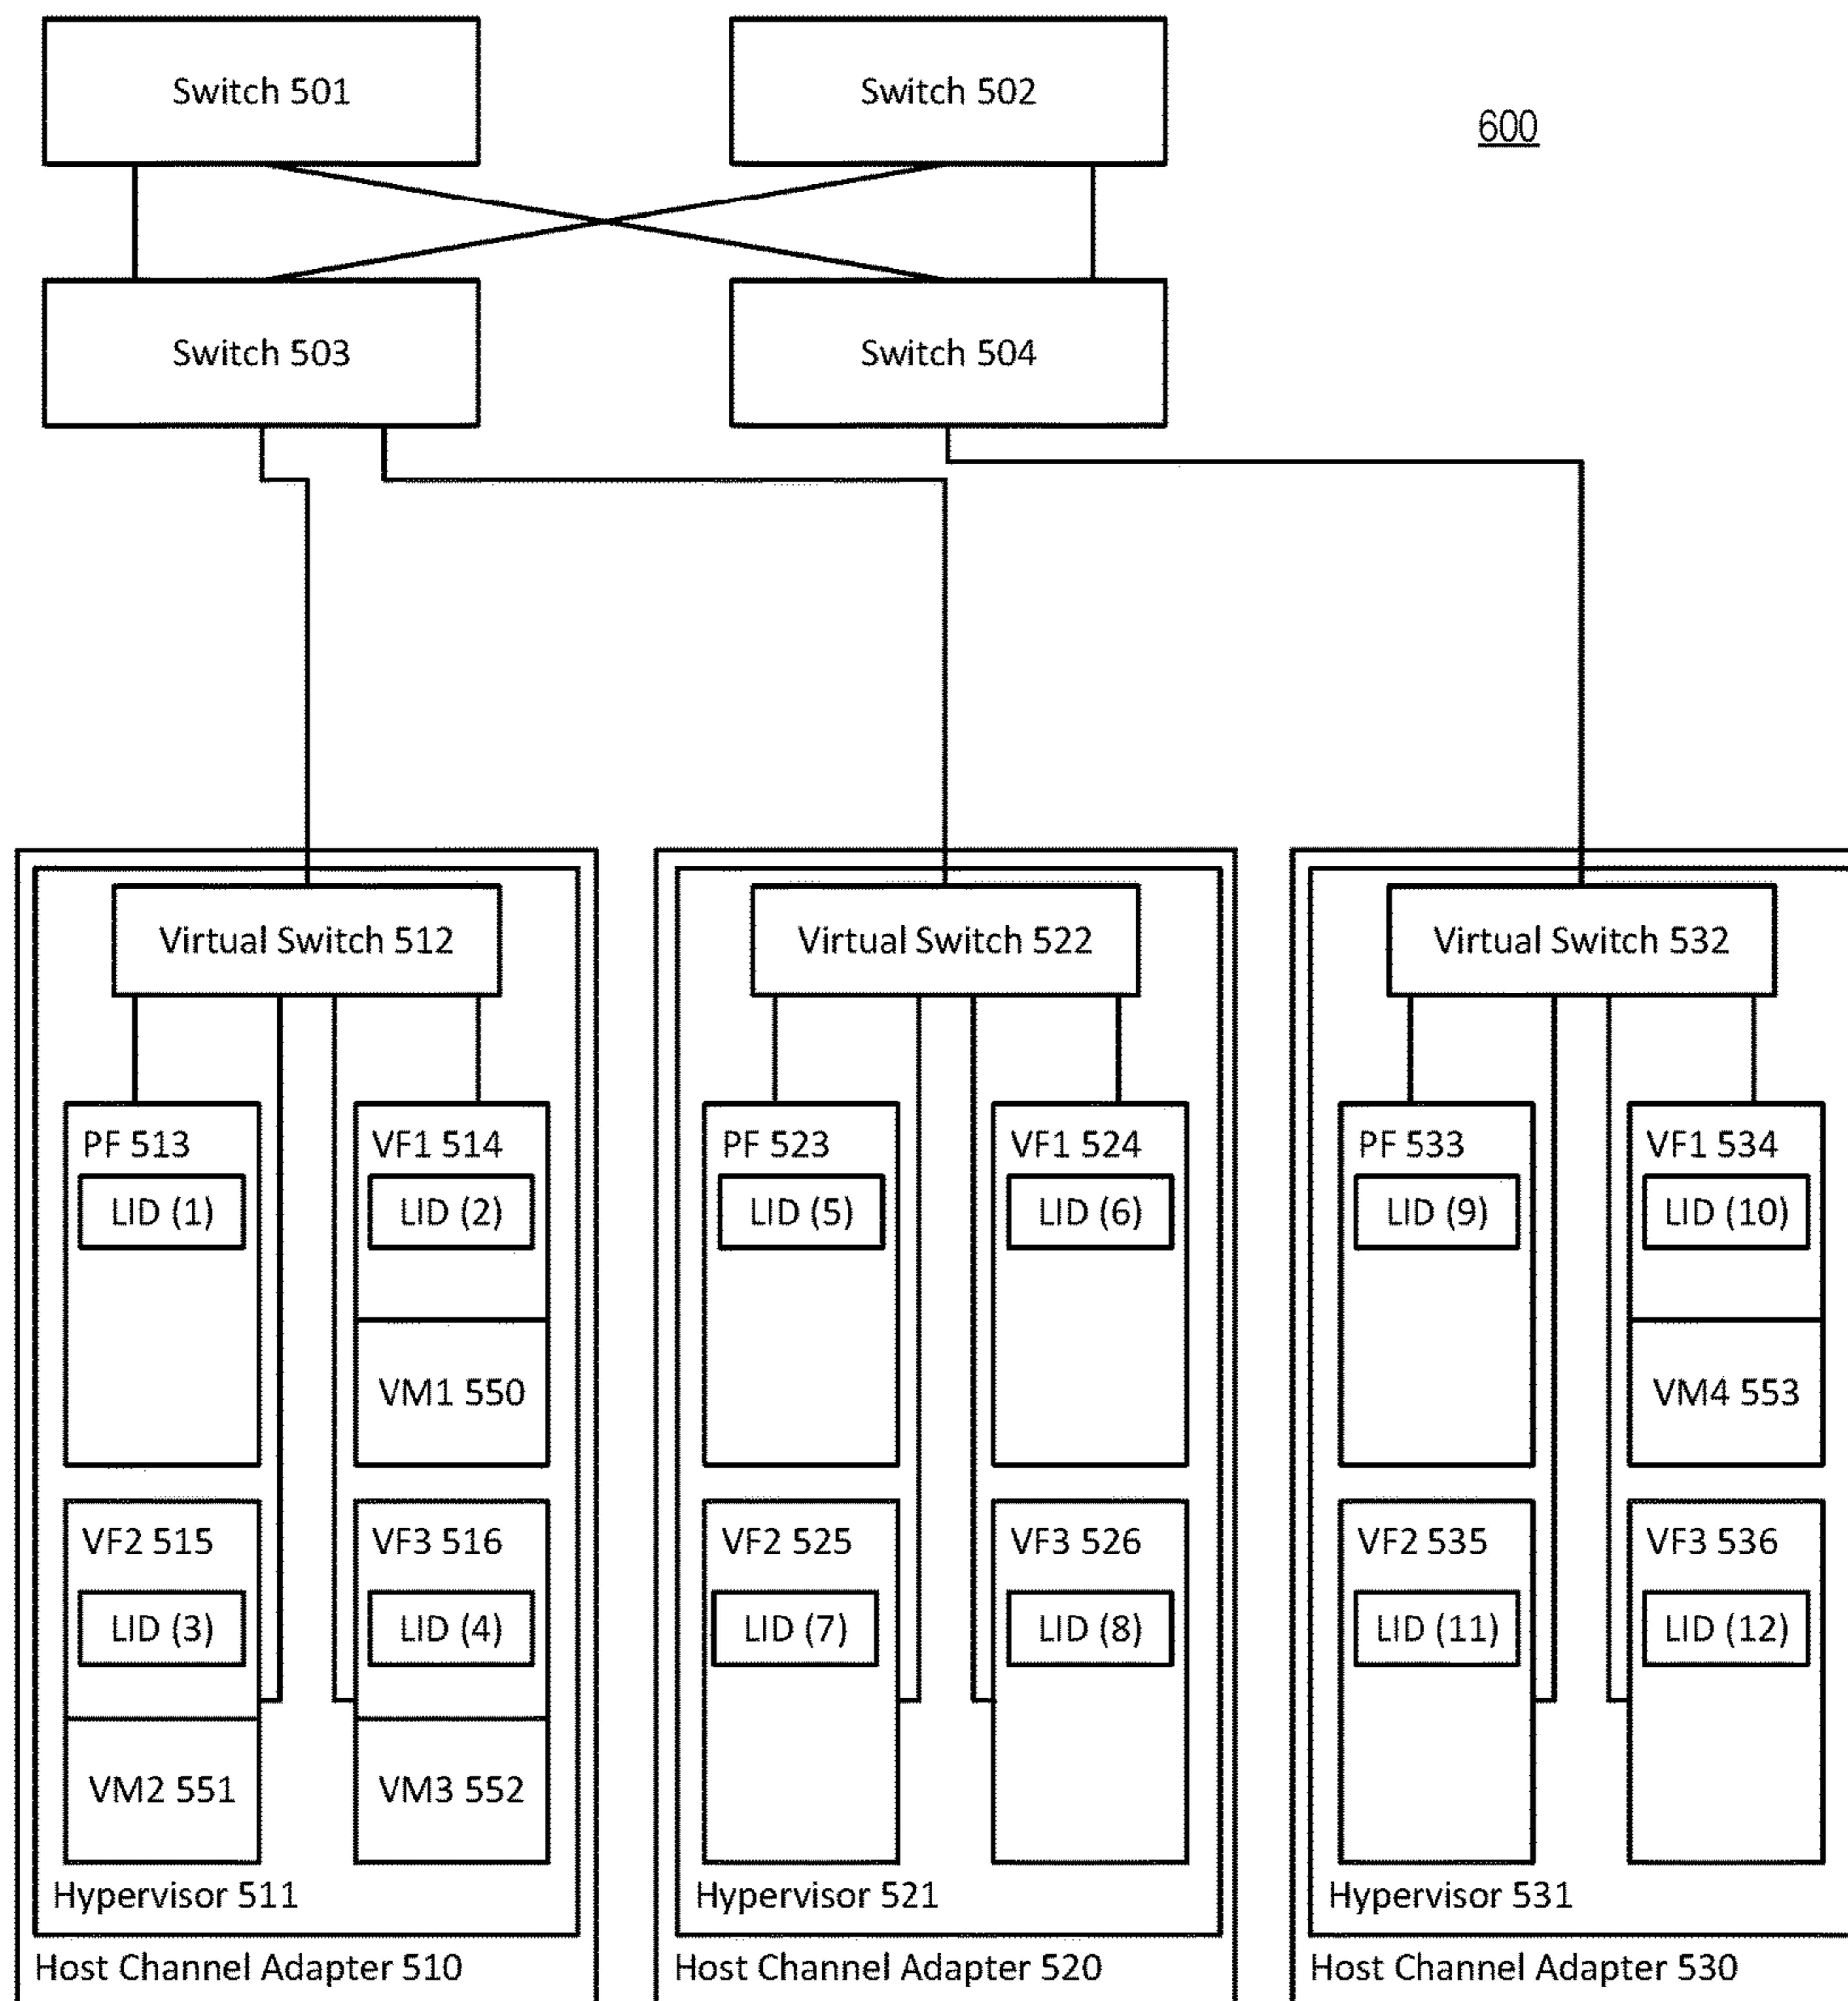 Switch 501
Switch 502
600
Switch 503
Switch 504
Virtual Switch 512
Virtual Switch 522
Virtual Switch 532
PF 513
LID (1)
VF1 514
LID (2)
VM1 550
VF2 515
LID (3)
VM2 551
VF3 516
LID (4)
VM3 552
Hypervisor 511
Host Channel Adapter 510
PF 523
LID (5)
VF1 524
LID (6)
VF2 525
LID (7)
VF3 526
LID (8)
Hypervisor 521
Host Channel Adapter 520
PF 533
LID (9)
VF1 534
LID (10)
VM4 553
VF2 535
LID (11)
VF3 536
LID (12)
Hypervisor 531
Host Channel Adapter 530